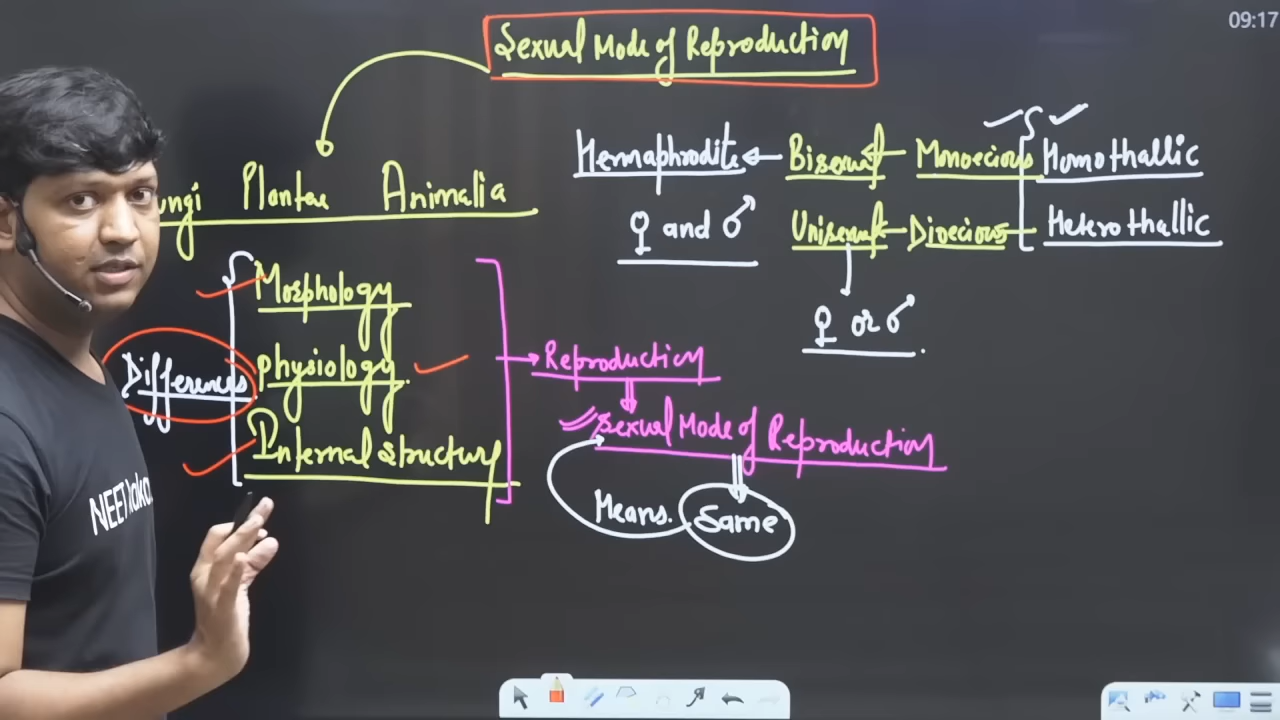 09:17
Sexual Mode of Reproduction
Hermaphrodite Bisexual Monoecious Homothallic
ungi Plantae Animalia
♀ and ♂ Unisexual Dioecious Heterothallic
Morphology
♀ or ♂
Differences physiology Reproduction
Sexual Mode of Reproduction
Internal structure
Means. Same
NEET kaka